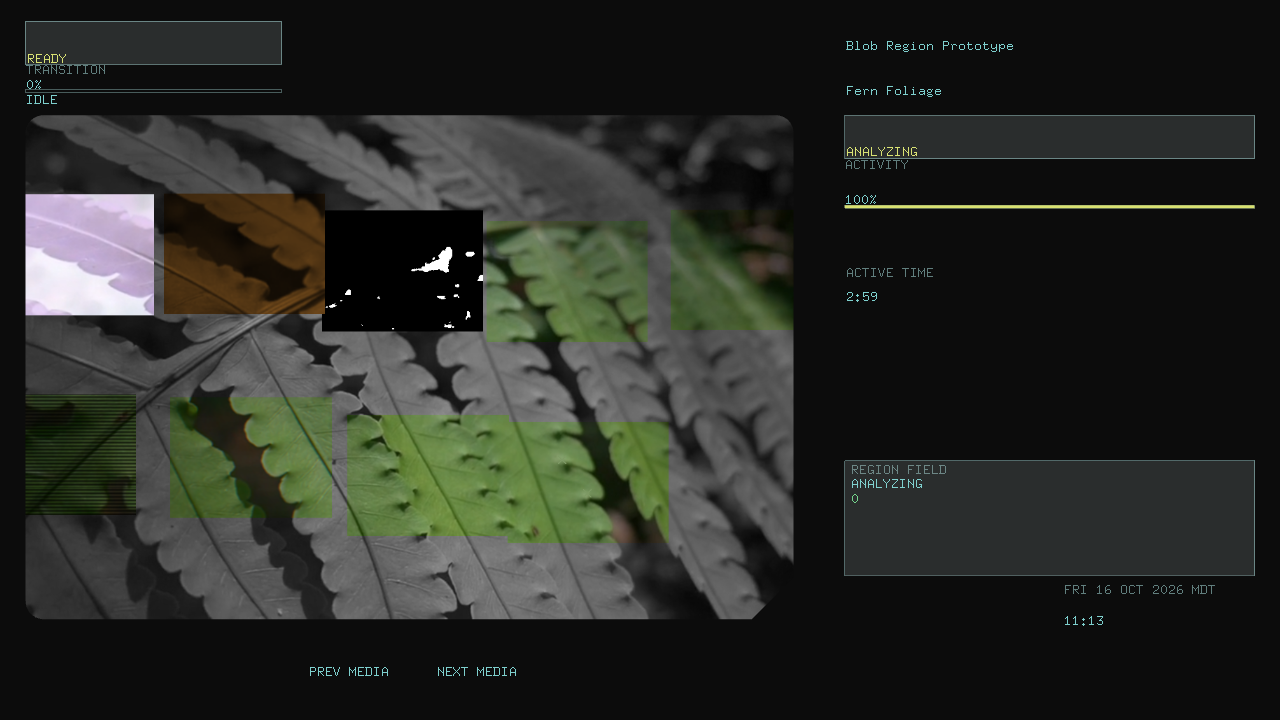 READY
TRANSITION
0%
IDLE
Blob Region Prototype
Fern Foliage
ANALYZING
ACTIVITY
100%
ACTIVE TIME
2:59
REGION FIELD
ANALYZING
0
FRI 16 OCT 2026 MDT
11:13
PREV MEDIA
NEXT MEDIA